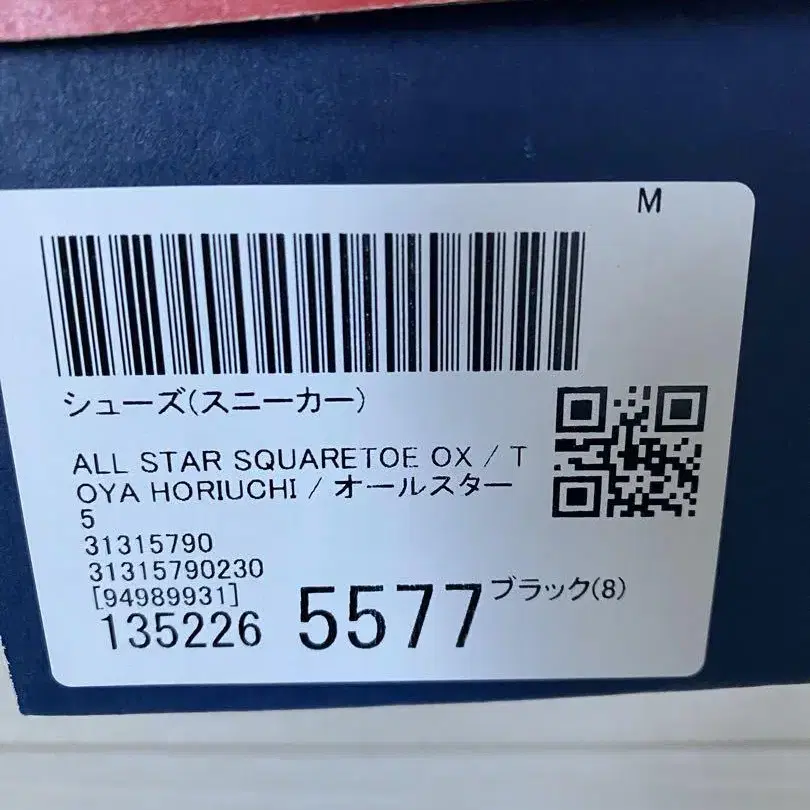 M
シューズ(スニーカー)
ALL STAR SQUARETOE OX / T
OYA HORIUCHI / オールスター
5
31315790
31315790230
[94989931]
135226 5577 ブラック(8)